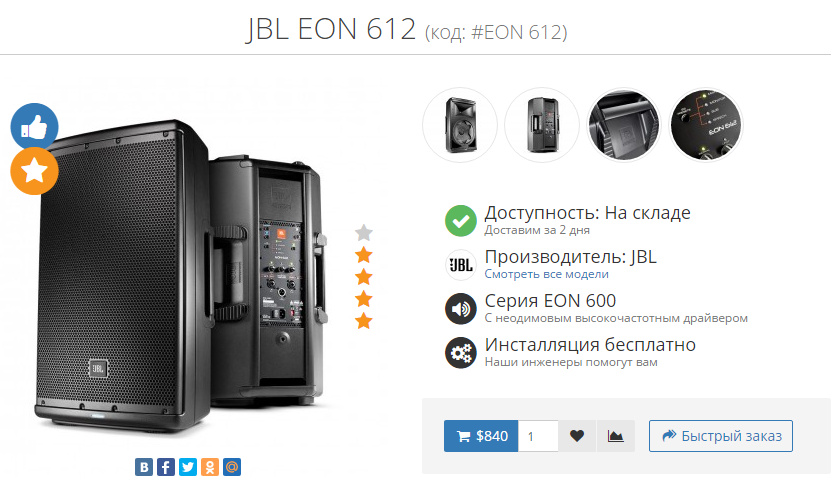 JBL EON 612 (код: #EON 612)
Доступность: На складе
Доставим за 2 дня
JBL
Производитель: JBL
Смотреть все модели
Серия EON 600
С неодимовым высокочастотным драйвером
Инсталляция бесплатно
Наши инженеры помогут вам
JBL
EON 612
$840
1
Быстрый заказ